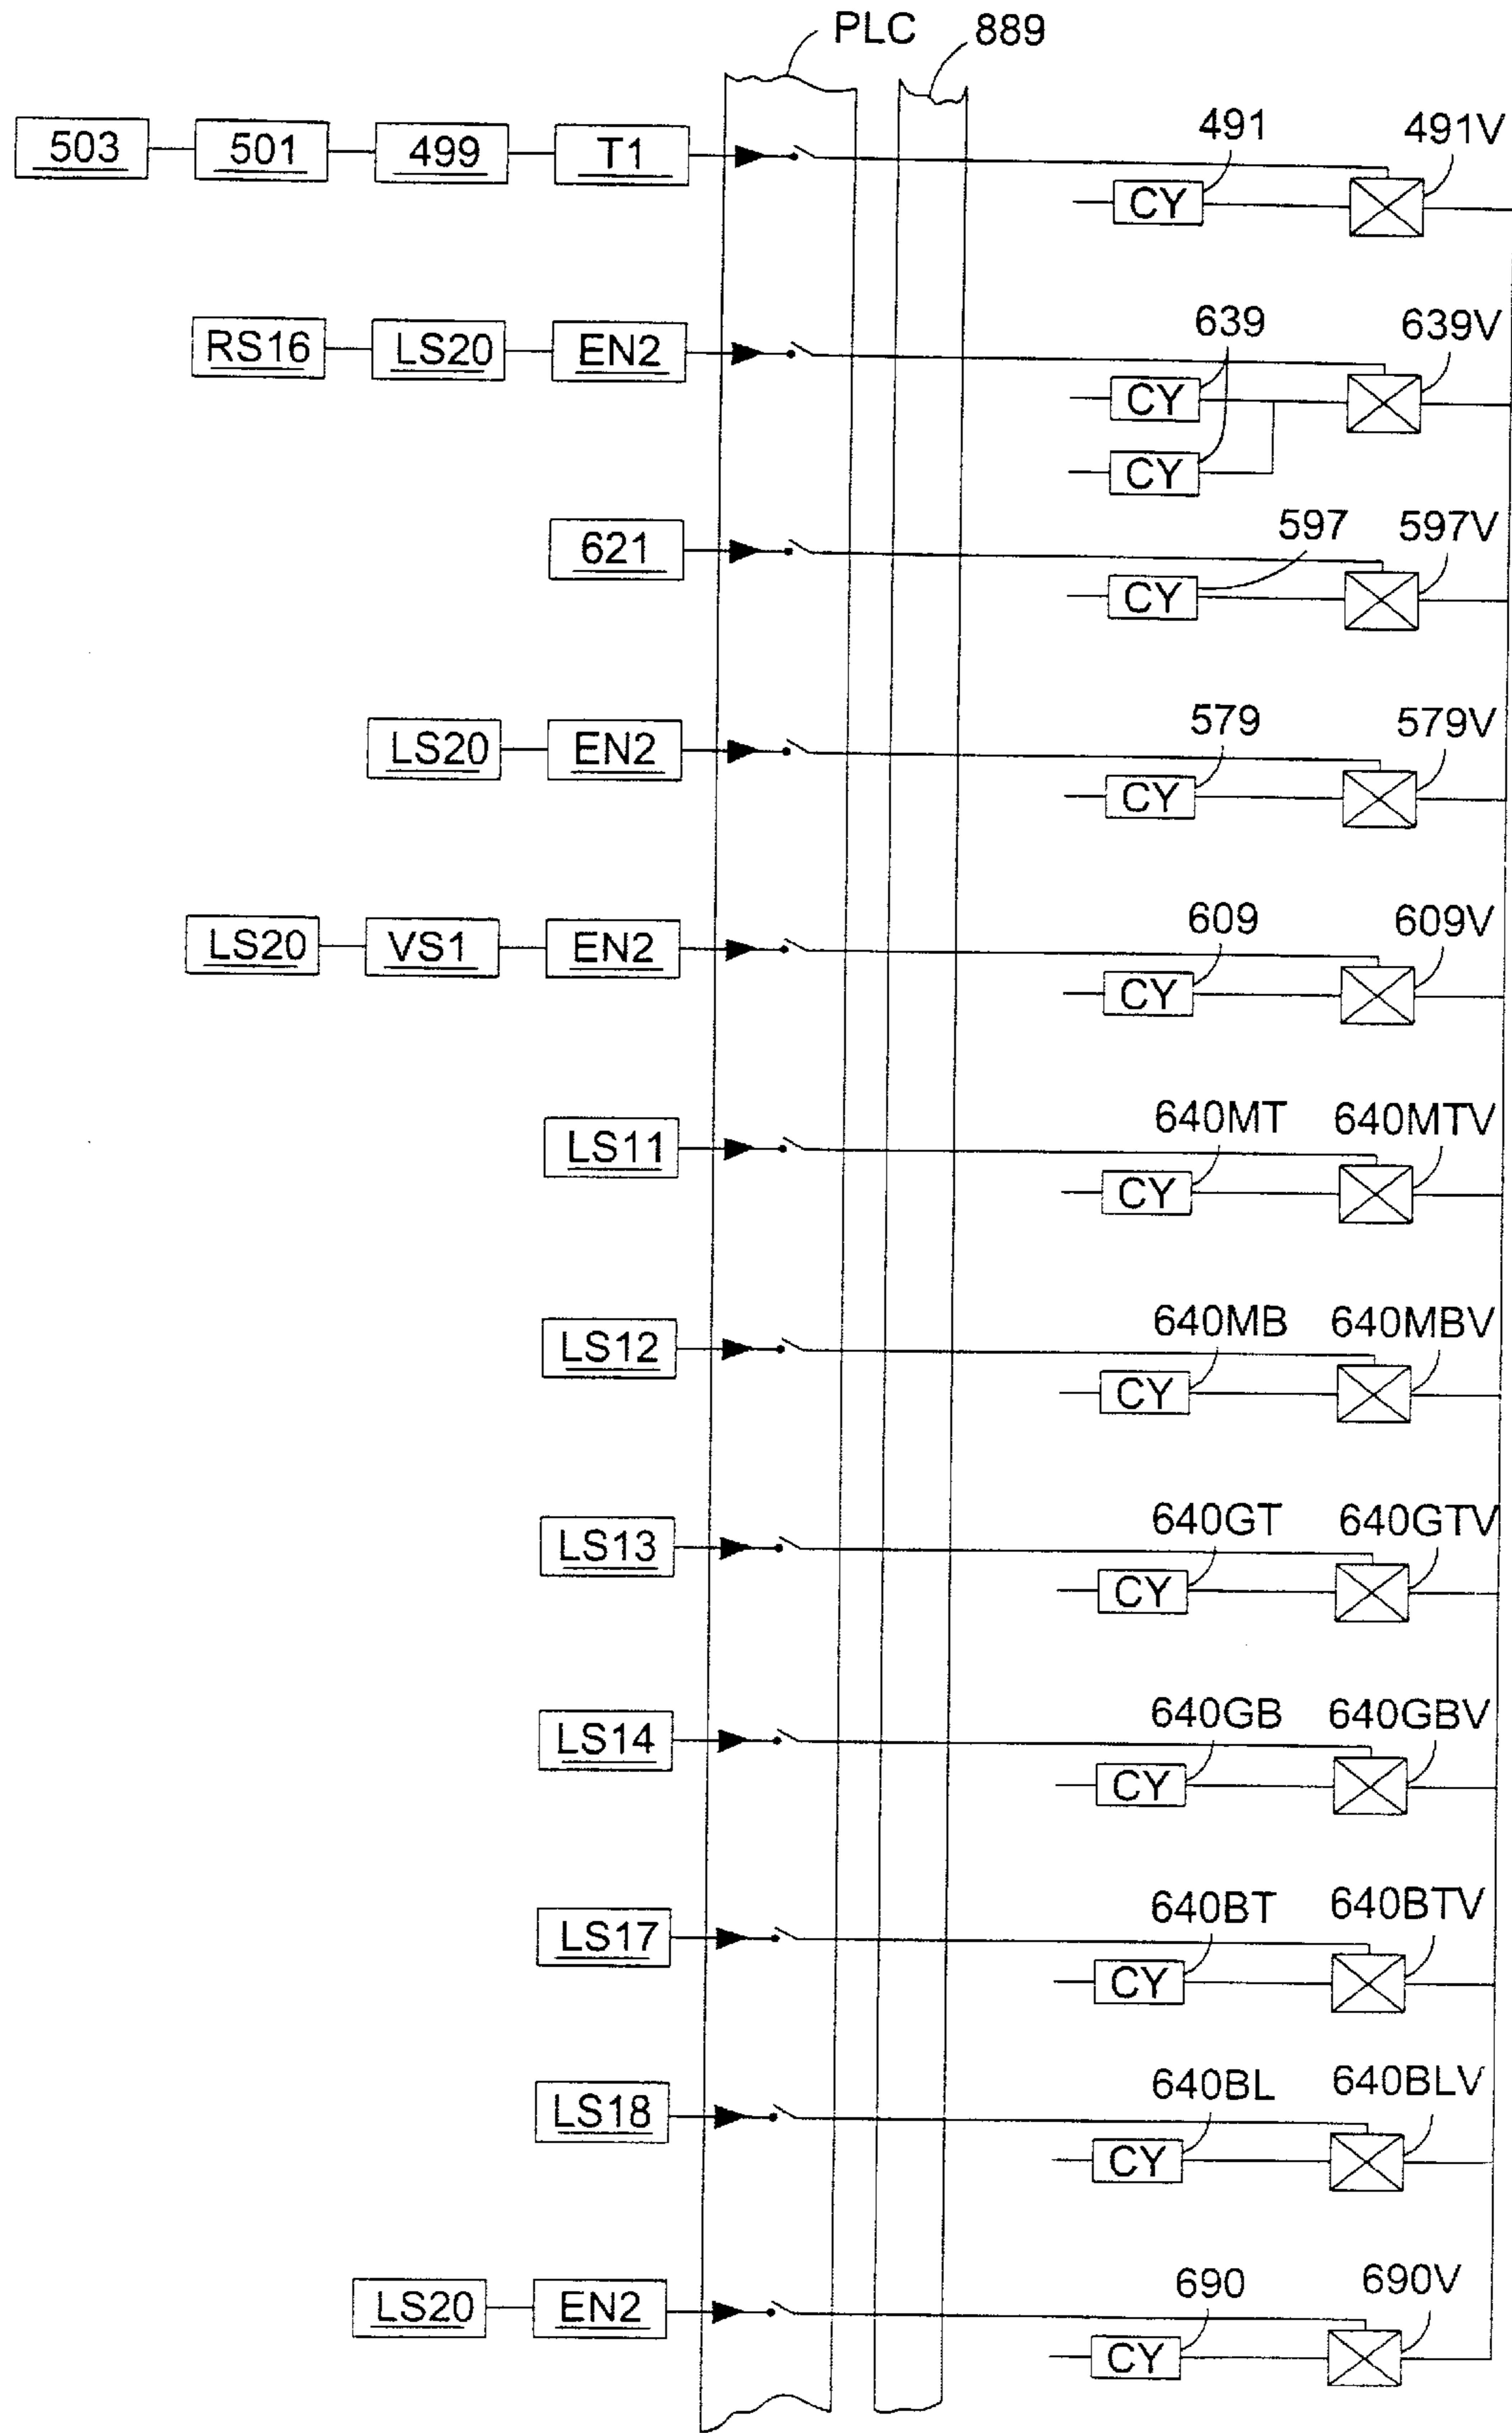 PLC 889
503 501 499 T1 491 491V
CY
RS16 LS20 EN2 639 639V
CY
CY
621 597 597V
CY
LS20 EN2 579 579V
CY
LS20 VS1 EN2 609 609V
CY
LS11 640MT 640MTV
CY
LS12 640MB 640MBV
CY
LS13 640GT 640GTV
CY
LS14 640GB 640GBV
CY
LS17 640BT 640BTV
CY
LS18 640BL 640BLV
CY
LS20 EN2 690 690V
CY